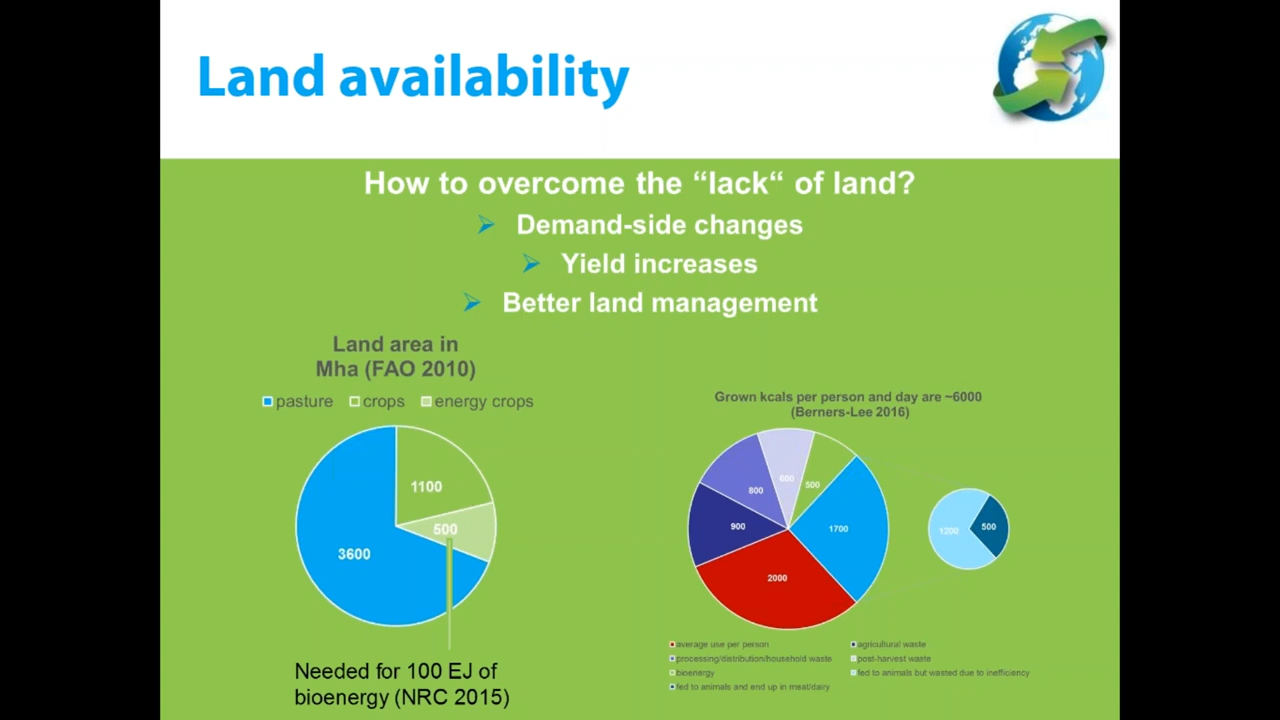 Land availability
How to overcome the “lack“ of land?
Demand-side changes
Yield increases
Better land management
Land area in
Mha (FAO 2010)
pasture crops energy crops
1100
500
3600
Needed for 100 EJ of
bioenergy (NRC 2015)
Grown kcals per person and day are ~6000
(Berners-Lee 2016)
600
500
800
900
1700
2000
1200
500
average use per person
agricultural waste
processing/distribution/household waste
post-harvest waste
bioenergy
fed to animals but wasted due to inefficiency
fed to animals and end up in meat/dairy